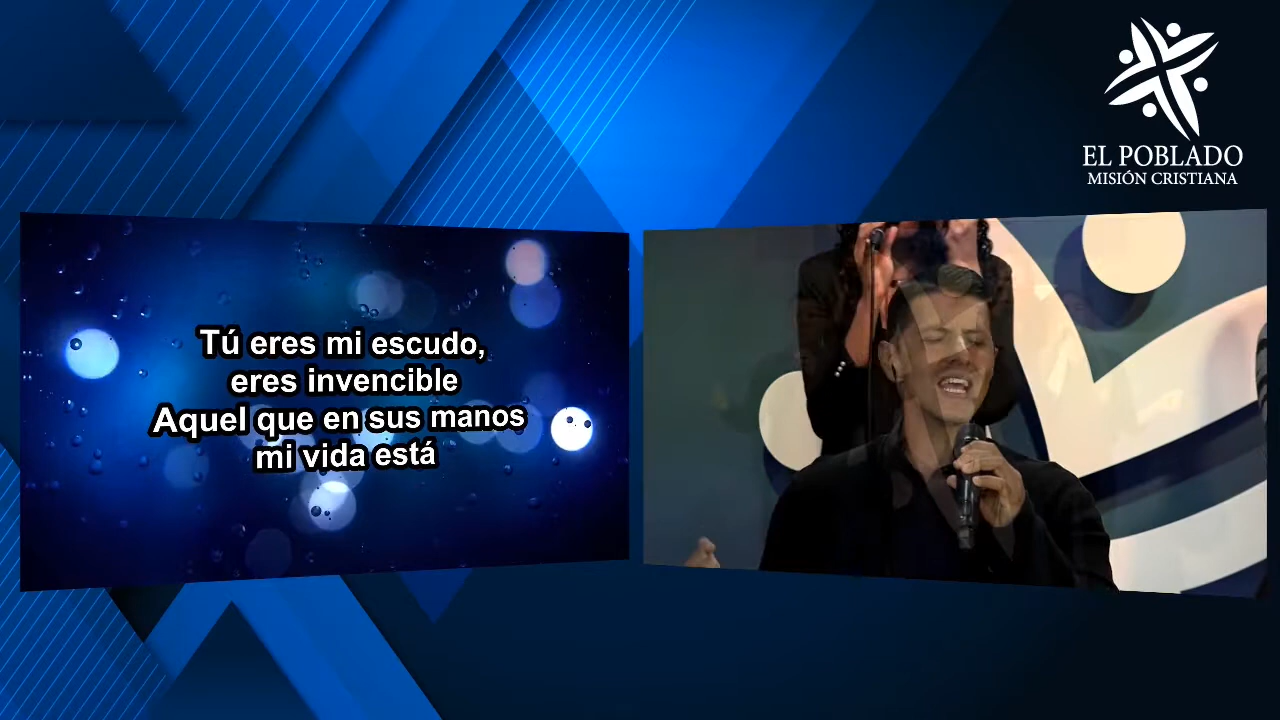 EL POBLADO
MISIÓN CRISTIANA
Tú eres mi escudo,
eres invencible
Aquel que en sus manos
mi vida está